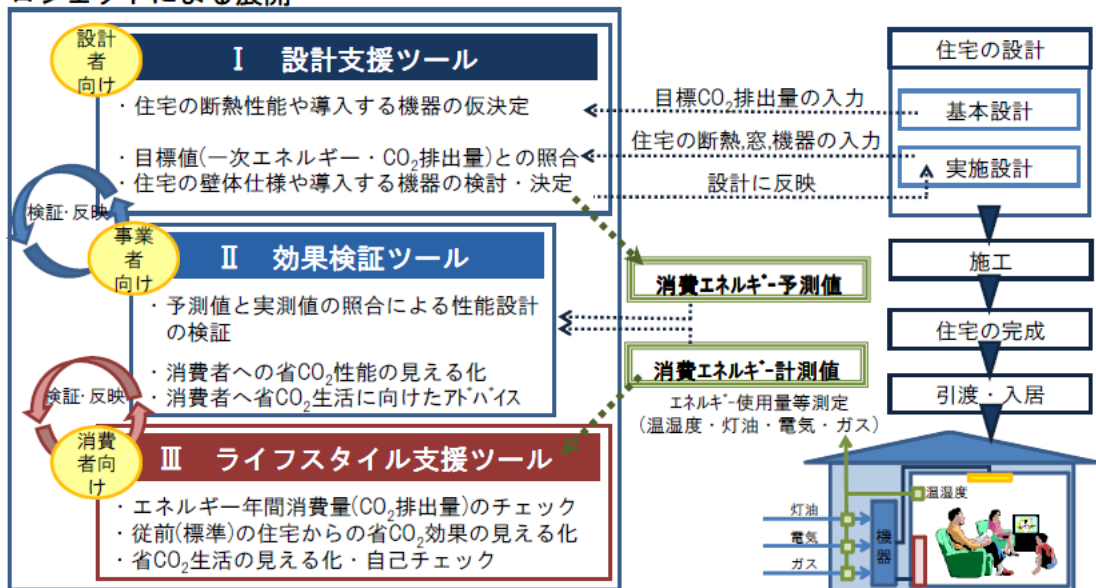 設計
者
向け
Ⅰ 設計支援ツール
・住宅の断熱性能や導入する機器の仮決定
・目標値(一次エネルギー・CO₂排出量)との照合
・住宅の壁体仕様や導入する機器の検討・決定
検証・反映
事業
者
向け
Ⅱ 効果検証ツール
・予測値と実測値の照合による性能設計
の検証
・消費者への省CO₂性能の見える化
・消費者へ省CO₂生活に向けたｱﾄﾞﾊﾞｲｽ
検証・反映
消費
者向
け
Ⅲ ライフスタイル支援ツール
・エネルギー年間消費量(CO₂排出量)のチェック
・従前(標準)の住宅からの省CO₂効果の見える化
・省CO₂生活の見える化・自己チェック
目標CO₂排出量の入力
住宅の断熱,窓,機器の入力
設計に反映
消費ｴﾈﾙｷﾞｰ予測値
消費ｴﾈﾙｷﾞｰ計測値
ｴﾈﾙｷﾞｰ使用量等測定
(温湿度・灯油・電気・ガス)
住宅の設計
基本設計
実施設計
施工
住宅の完成
引渡・入居
温湿度
灯油
電気
ガス
機
器